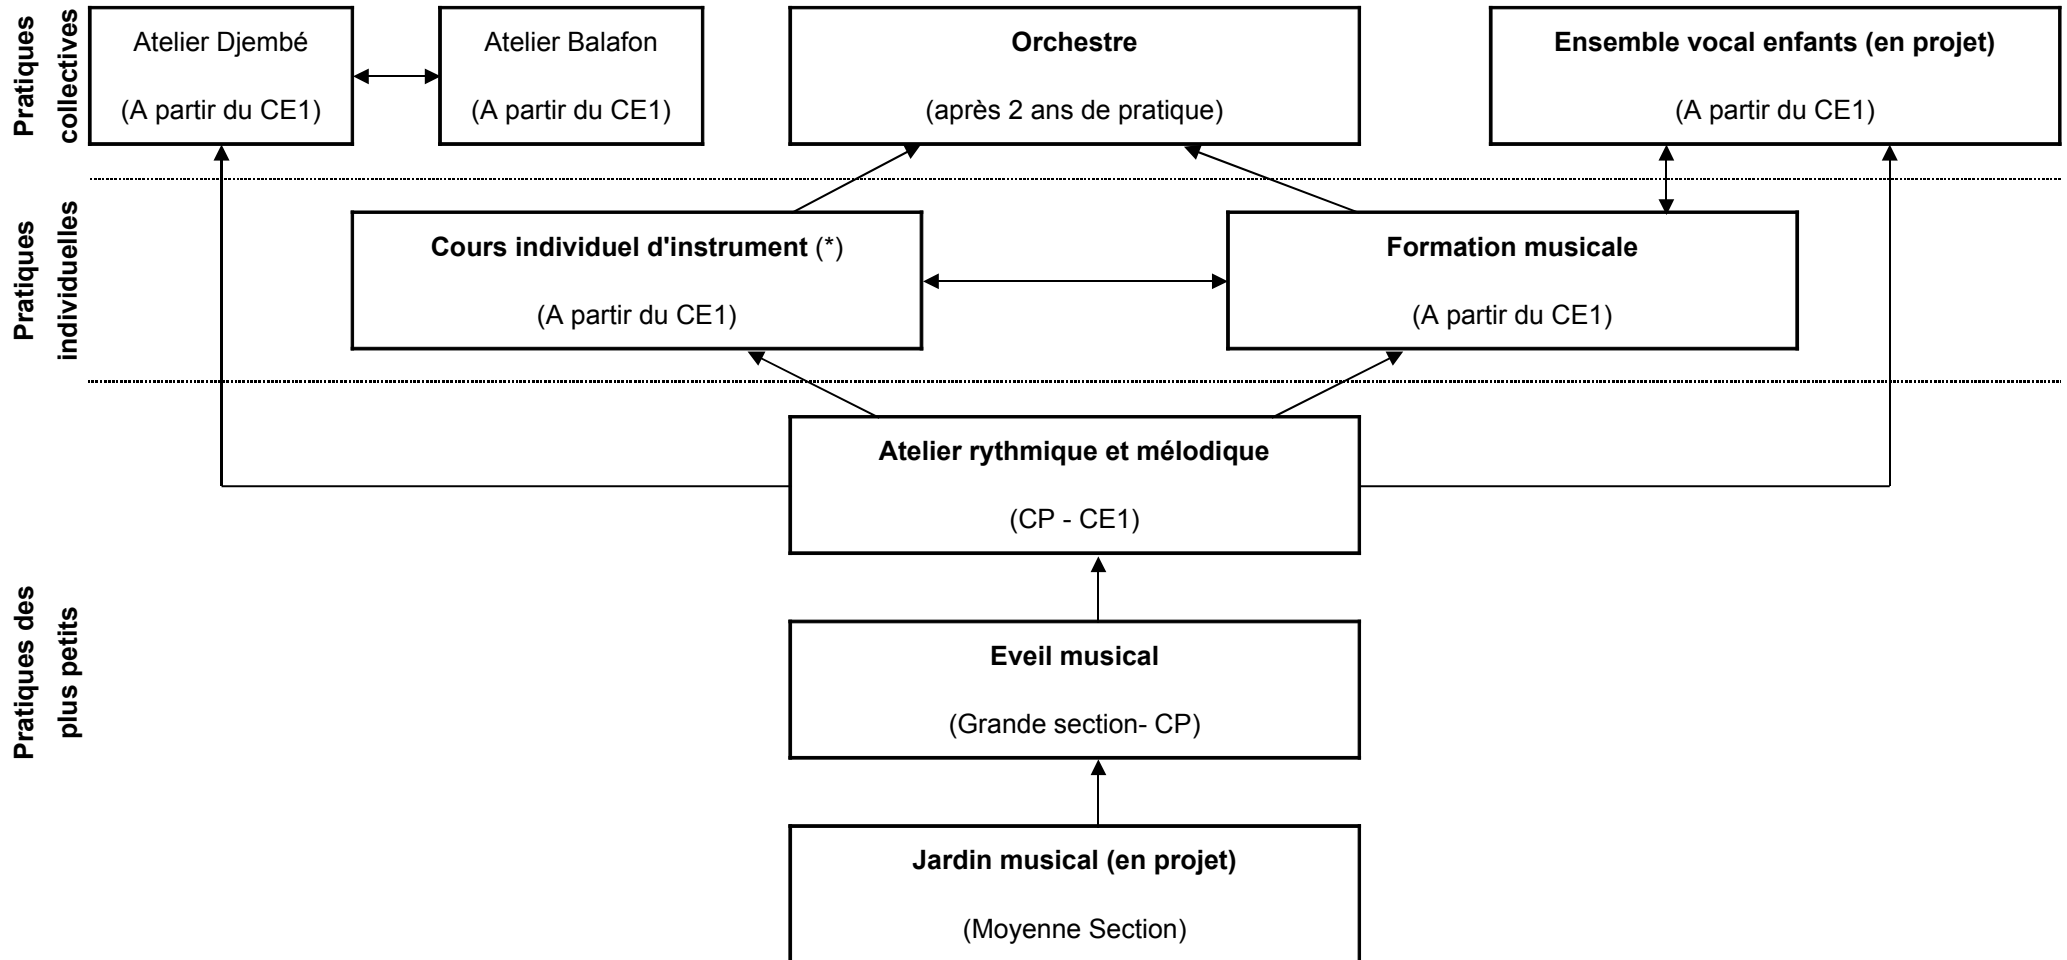 Pratiques
collectives
Atelier Djembé
(A partir du CE1)
Atelier Balafon
(A partir du CE1)
Orchestre
(après 2 ans de pratique)
Ensemble vocal enfants (en projet)
(A partir du CE1)
Pratiques
individuelles
Cours individuel d'instrument (*)
(A partir du CE1)
Formation musicale
(A partir du CE1)
Pratiques des
plus petits
Atelier rythmique et mélodique
(CP - CE1)
Eveil musical
(Grande section- CP)
Jardin musical (en projet)
(Moyenne Section)